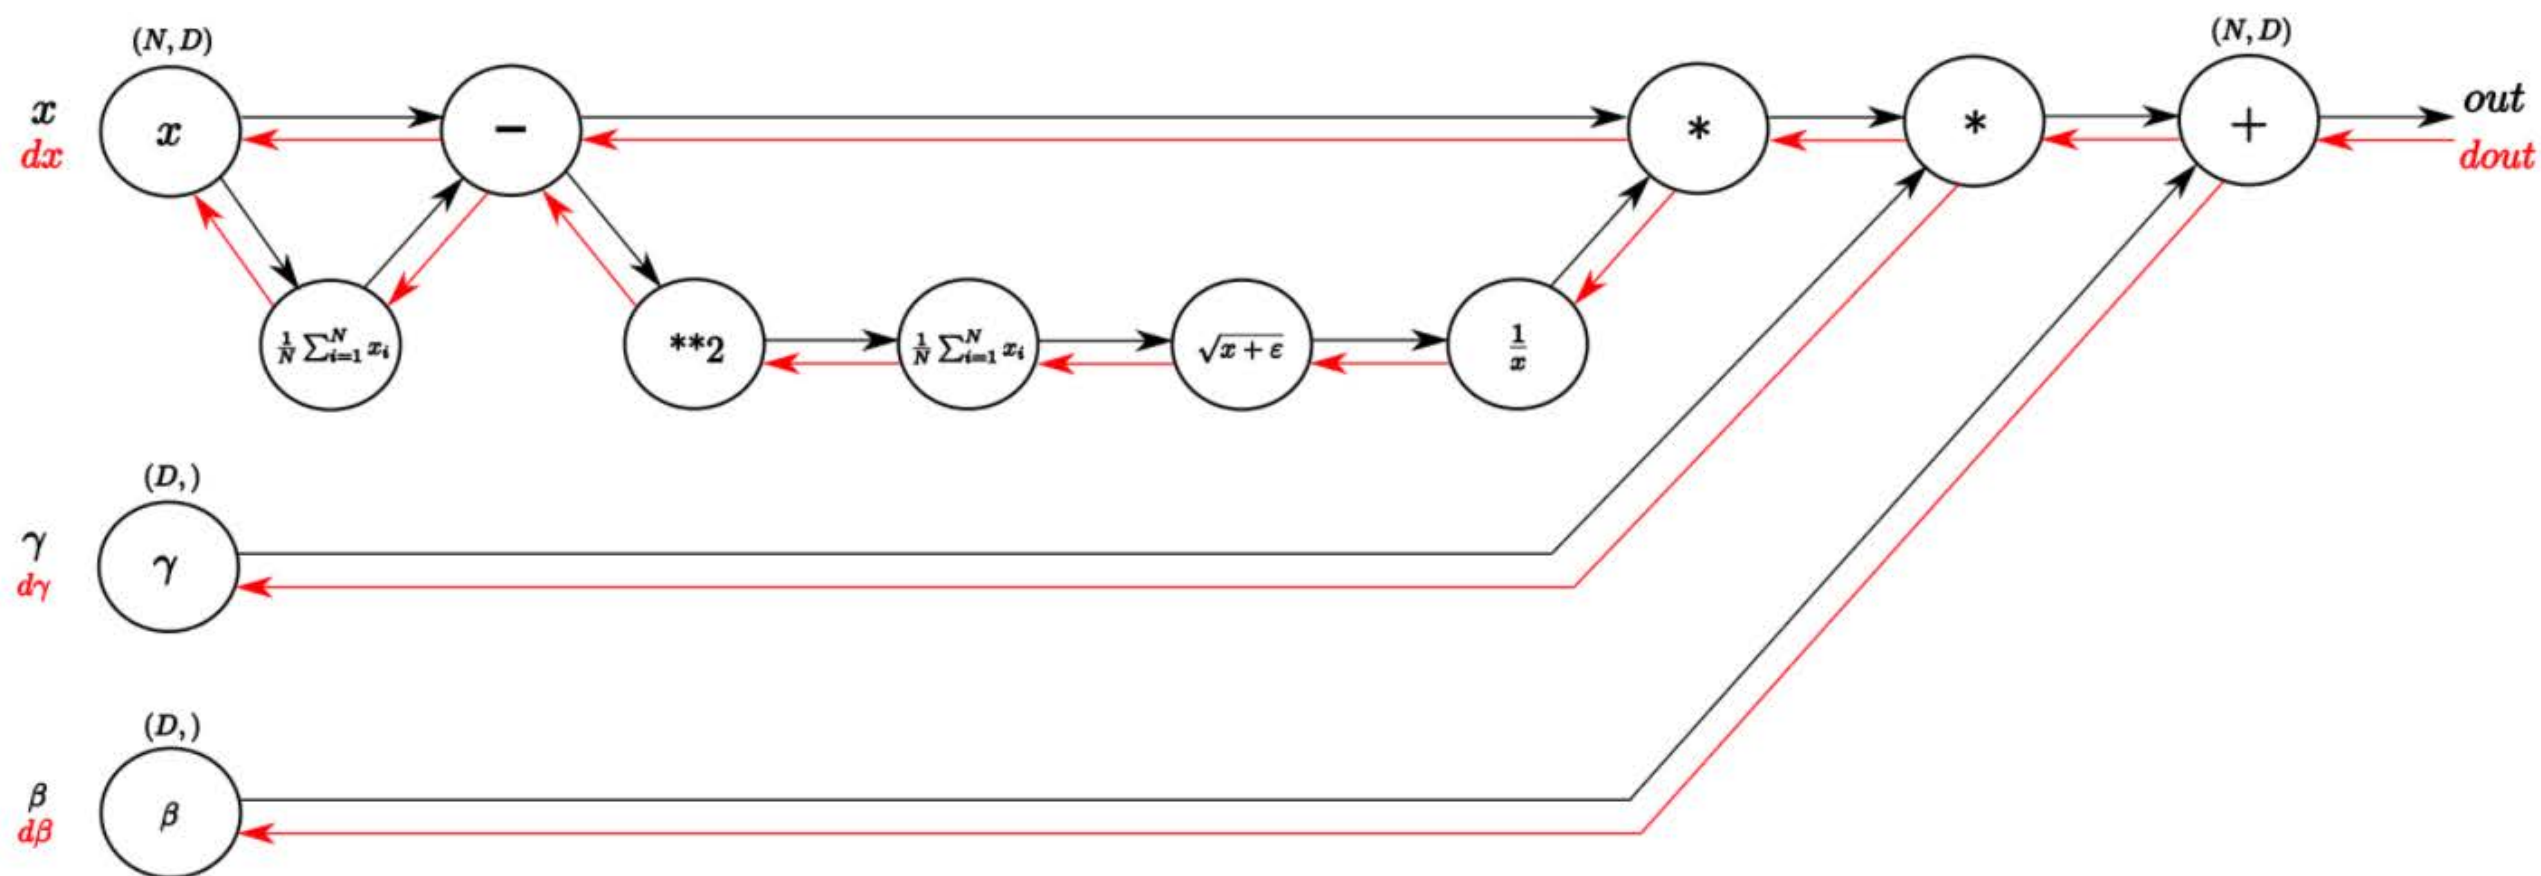 (N, D)
(N, D)
x
dx
x
−
*
*
+
out
dout
1/N ∑_{i=1}^{N} x_i
**2
1/N ∑_{i=1}^{N} x_i
√(x + ε)
1/x
(D,)
γ
dγ
γ
(D,)
β
dβ
β